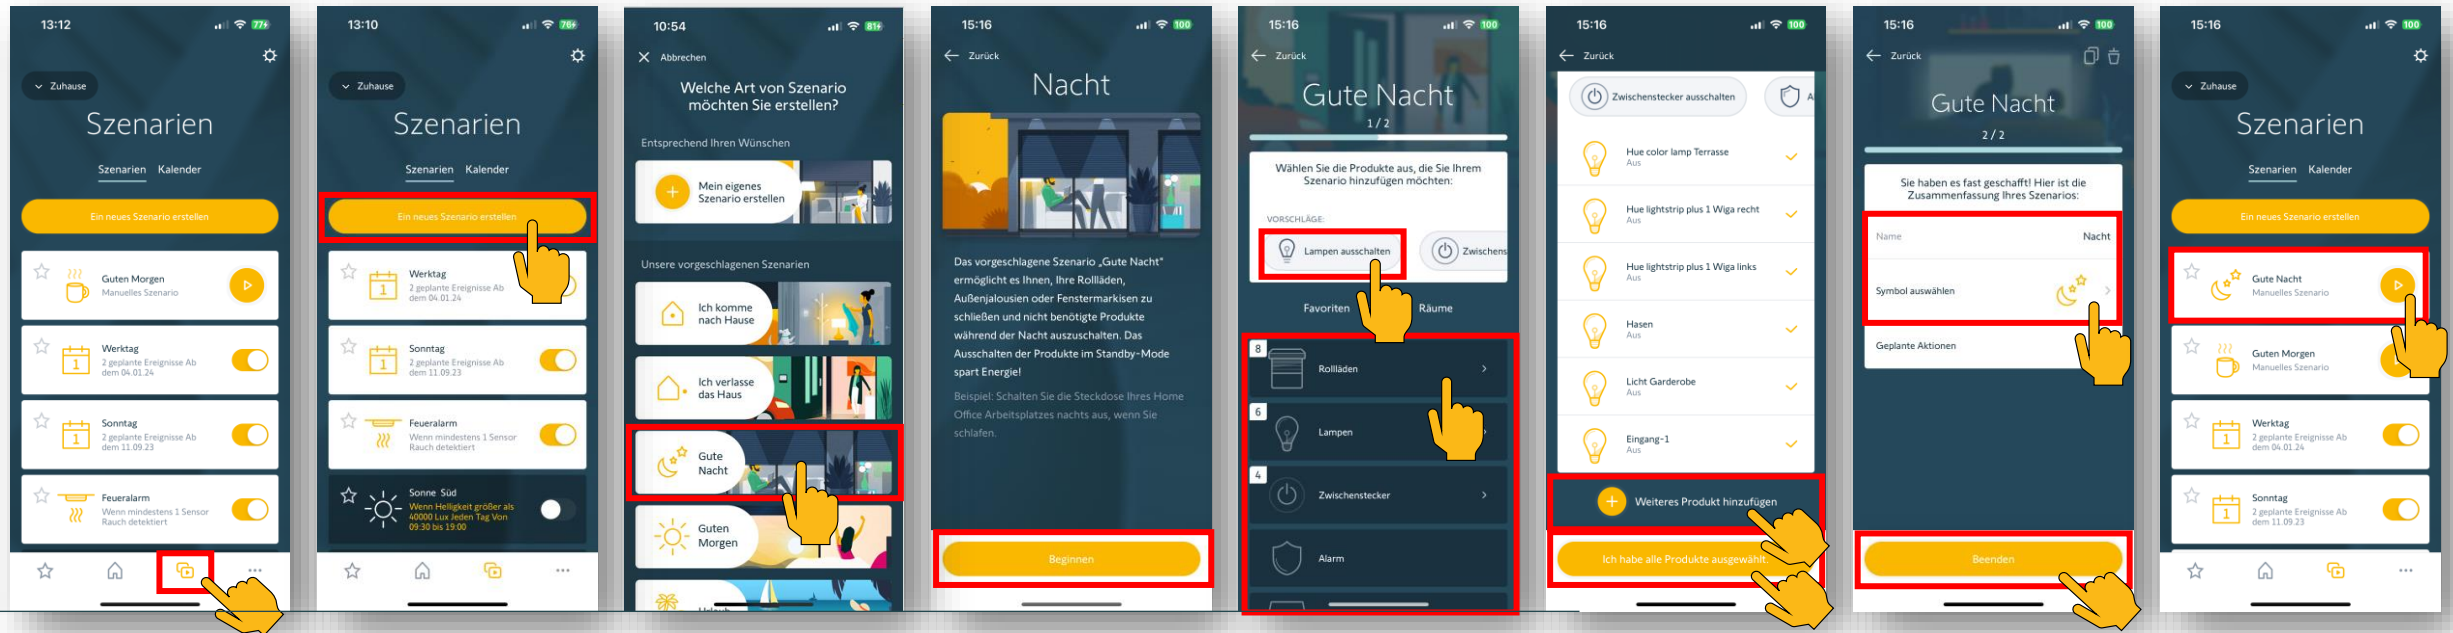 13:12
77
Zuhause
Szenarien
Szenarien Kalender
Ein neues Szenario erstellen
Guten Morgen
Manuelles Szenario
Werktag
2 geplante Ereignisse Ab
dem 04.01.24
Sonntag
2 geplante Ereignisse Ab
dem 11.09.23
Feueralarm
Wenn mindestens 1 Sensor
Rauch detektiert
13:10
76
Zuhause
Szenarien
Szenarien Kalender
Ein neues Szenario erstellen
Werktag
2 geplante Ereignisse Ab
dem 04.01.24
Sonntag
2 geplante Ereignisse Ab
dem 11.09.23
Feueralarm
Wenn mindestens 1 Sensor
Rauch detektiert
Sonne Süd
Wenn Helligkeit größer als
40000 Lux Jeden Tag Von
09:30 bis 19:00
10:54
81
Abbrechen
Welche Art von Szenario
möchten Sie erstellen?
Entsprechend Ihren Wünschen
Mein eigenes
Szenario erstellen
Unsere vorgeschlagenen Szenarien
Ich komme
nach Hause
Ich verlasse
das Haus
Gute
Nacht
Guten
Morgen
Urlaub
15:16
100
Zurück
Nacht
Das vorgeschlagene Szenario „Gute Nacht"
ermöglicht es Ihnen, Ihre Rollläden,
Außenjalousien oder Fenstermarkisen zu
schließen und nicht benötigte Produkte
während der Nacht auszuschalten. Das
Ausschalten der Produkte im Standby-Mode
spart Energie!
Beispiel: Schalten Sie die Steckdose Ihres Home
Office Arbeitsplatzes nachts aus, wenn Sie
schlafen.
Beginnen
15:16
100
Zurück
Gute Nacht
1/2
Wählen Sie die Produkte aus, die Sie Ihrem
Szenario hinzufügen möchten:
VORSCHLÄGE:
Lampen ausschalten
Zwischens
Favoriten
Räume
8
Rollläden
6
Lampen
4
Zwischenstecker
Alarm
15:16
100
Zurück
Zwischenstecker ausschalten
A
Hue color lamp Terrasse
Aus
Hue lightstrip plus 1 Wiga recht
Aus
Hue lightstrip plus 1 Wiga links
Aus
Hasen
Aus
Licht Garderobe
Aus
Eingang-1
Aus
Weiteres Produkt hinzufügen
Ich habe alle Produkte ausgewählt.
15:16
100
Zurück
Gute Nacht
2/2
Sie haben es fast geschafft! Hier ist die
Zusammenfassung Ihres Szenarios:
Name Nacht
Symbol auswählen
Geplante Aktionen
Beenden
15:16
100
Zuhause
Szenarien
Szenarien Kalender
Ein neues Szenario erstellen
Gute Nacht
Manuelles Szenario
Guten Morgen
Manuelles Szenario
Werktag
2 geplante Ereignisse Ab
dem 04.01.24
Sonntag
2 geplante Ereignisse Ab
dem 11.09.23